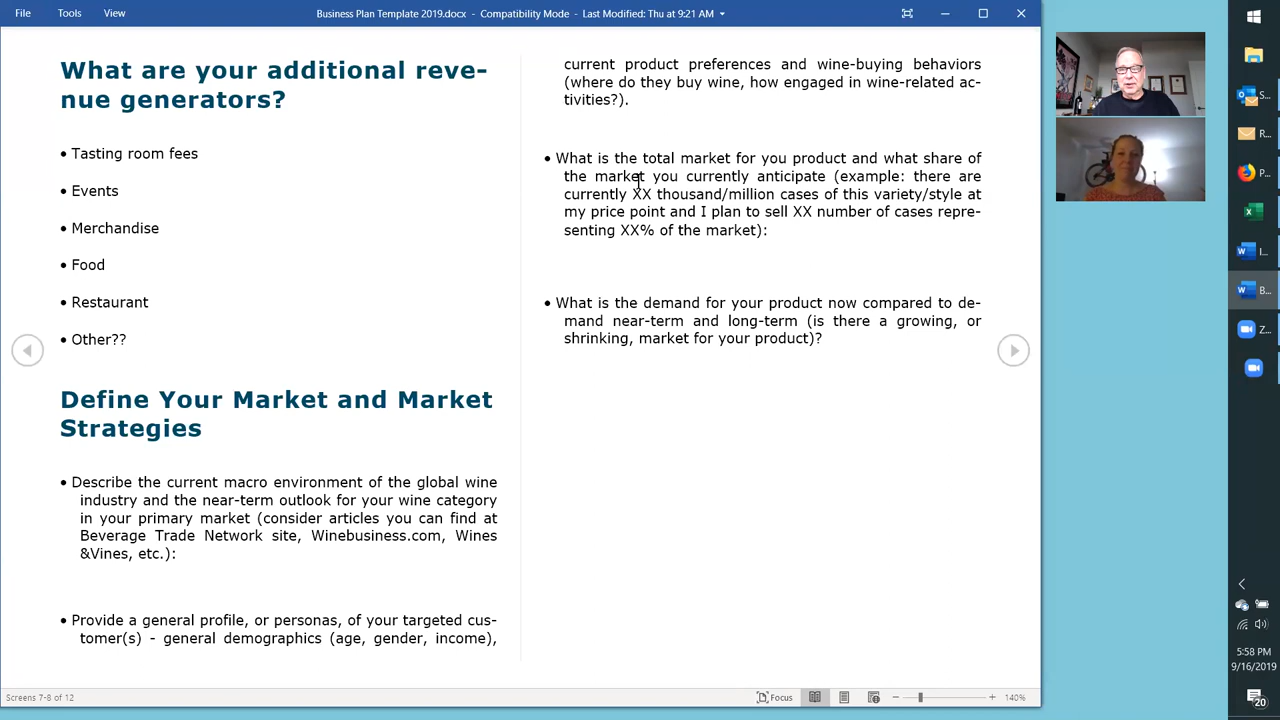 File Tools View
Business Plan Template 2019.docx - Compatibility Mode - Last Modified: Thu at 9:21 AM
What are your additional reve-
nue generators?
• Tasting room fees
• Events
• Merchandise
• Food
• Restaurant
• Other??
Define Your Market and Market
Strategies
• Describe the current macro environment of the global wine
industry and the near-term outlook for your wine category
in your primary market (consider articles you can find at
Beverage Trade Network site, Winebusiness.com, Wines
&Vines, etc.):
• Provide a general profile, or personas, of your targeted cus-
tomer(s) - general demographics (age, gender, income),
current product preferences and wine-buying behaviors
(where do they buy wine, how engaged in wine-related ac-
tivities?).
• What is the total market for you product and what share of
the market you currently anticipate (example: there are
currently XX thousand/million cases of this variety/style at
my price point and I plan to sell XX number of cases repre-
senting XX% of the market):
• What is the demand for your product now compared to de-
mand near-term and long-term (is there a growing, or
shrinking, market for your product)?
Screens 7-8 of 12
Focus
140%
S...
R...
P...
I...
B...
Z...
5:58 PM
9/16/2019
20